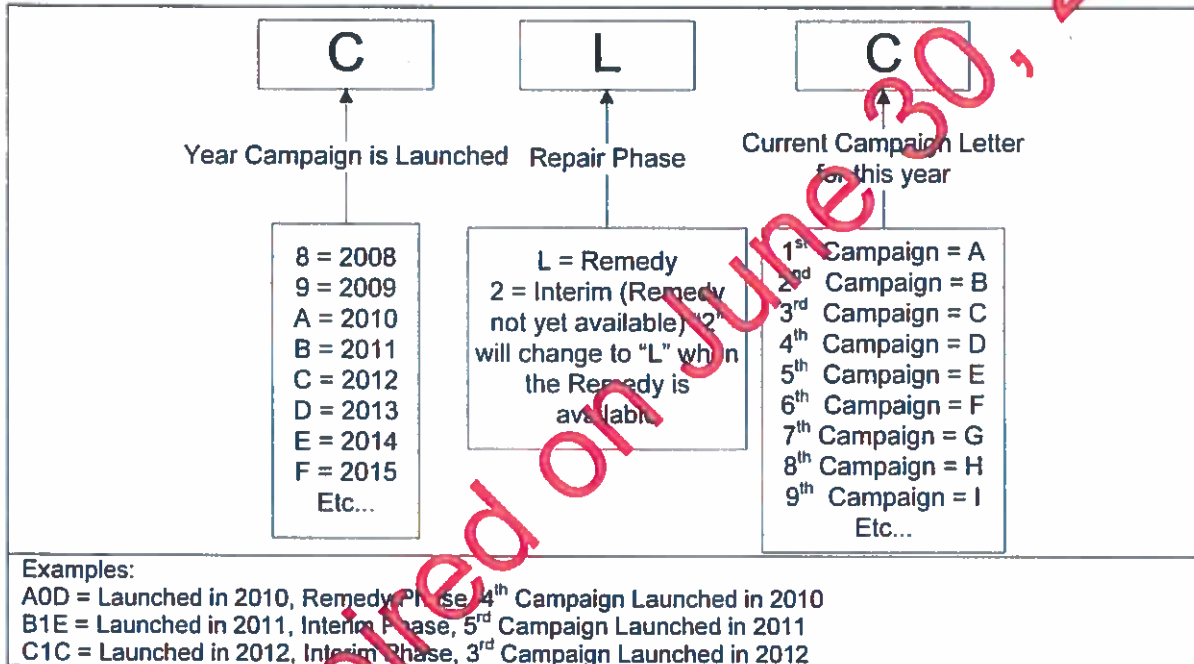 C
L
C
Year Campaign is Launched
Repair Phase
Current Campaign Letter
for this year
8 = 2008
9 = 2009
A = 2010
B = 2011
C = 2012
D = 2013
E = 2014
F = 2015
Etc...
L = Remedy
2 = Interim (Remedy
not yet available) "2"
will change to "L" when
the Remedy is
available
1st Campaign = A
2nd Campaign = B
3rd Campaign = C
4th Campaign = D
5th Campaign = E
6th Campaign = F
7th Campaign = G
8th Campaign = H
9th Campaign = I
Etc...
Examples:
A0D = Launched in 2010, Remedy Phase, 4th Campaign Launched in 2010
B1E = Launched in 2011, Interim Phase, 5rd Campaign Launched in 2011
C1C = Launched in 2012, Interim Phase, 3rd Campaign Launched in 2012
on June 30,